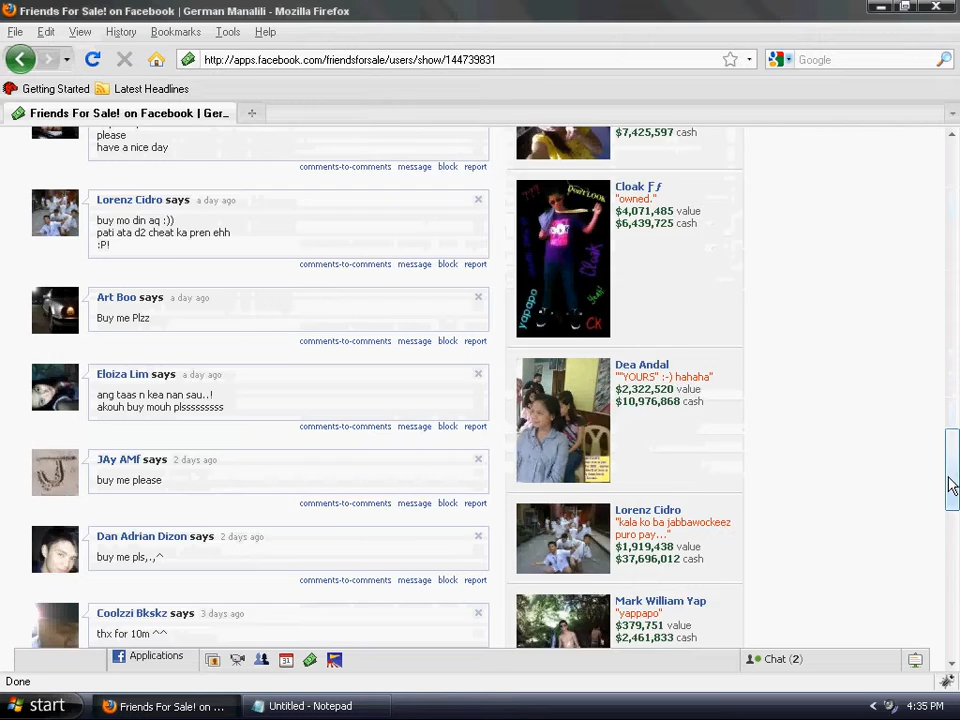 Friends For Sale! on Facebook | German Manalili - Mozilla Firefox
File Edit View History Bookmarks Tools Help
http://apps.facebook.com/friendsforsale/users/show/144739831
Google
Getting Started Latest Headlines
Friends For Sale! on Facebook | Ger...
please
have a nice day
comments-to-comments message block report
Lorenz Cidro says a day ago
buy mo din aq :))
pati ata d2 cheat ka pren ehh
:P!
comments-to-comments message block report
Art Boo says a day ago
Buy me Plzz
comments-to-comments message block report
Eloiza Lim says a day ago
ang taas n kea nan sau..!
akouh buy mouh plsssssssss
comments-to-comments message block report
JAy AMf says 2 days ago
buy me please
comments-to-comments message block report
Dan Adrian Dizon says 2 days ago
buy me pls,.,^
comments-to-comments message block report
Coolzzi Bkskz says 3 days ago
thx for 10m ^^
$7,425,597 cash
Cloak Ƒƒ
"owned."
$4,071,485 value
$6,439,725 cash
DON'T LOOK
Cloak
yapapo
Yeah!
CK
Dea Andal
""YOURS" :-) hahaha"
$2,322,520 value
$10,976,868 cash
Lorenz Cidro
"kala ko ba jabbawockeez
puro pay..."
$1,919,438 value
$37,696,012 cash
Mark William Yap
"yappapo"
$379,751 value
$2,461,833 cash
Applications
31
Chat (2)
Done
start
Friends For Sale! on ...
Untitled - Notepad
4:35 PM